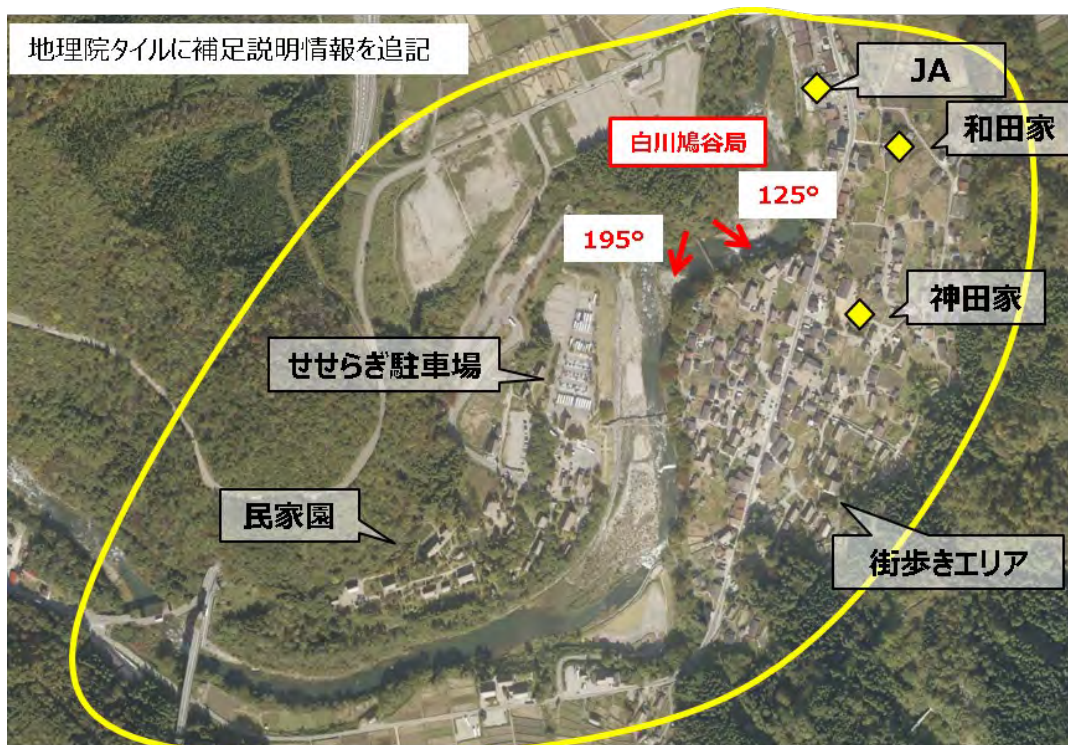 地理院タイルに補足説明情報を追記
JA
和田家
白川鳩谷局
125°
195°
神田家
せせらぎ駐車場
民家園
街歩きエリア